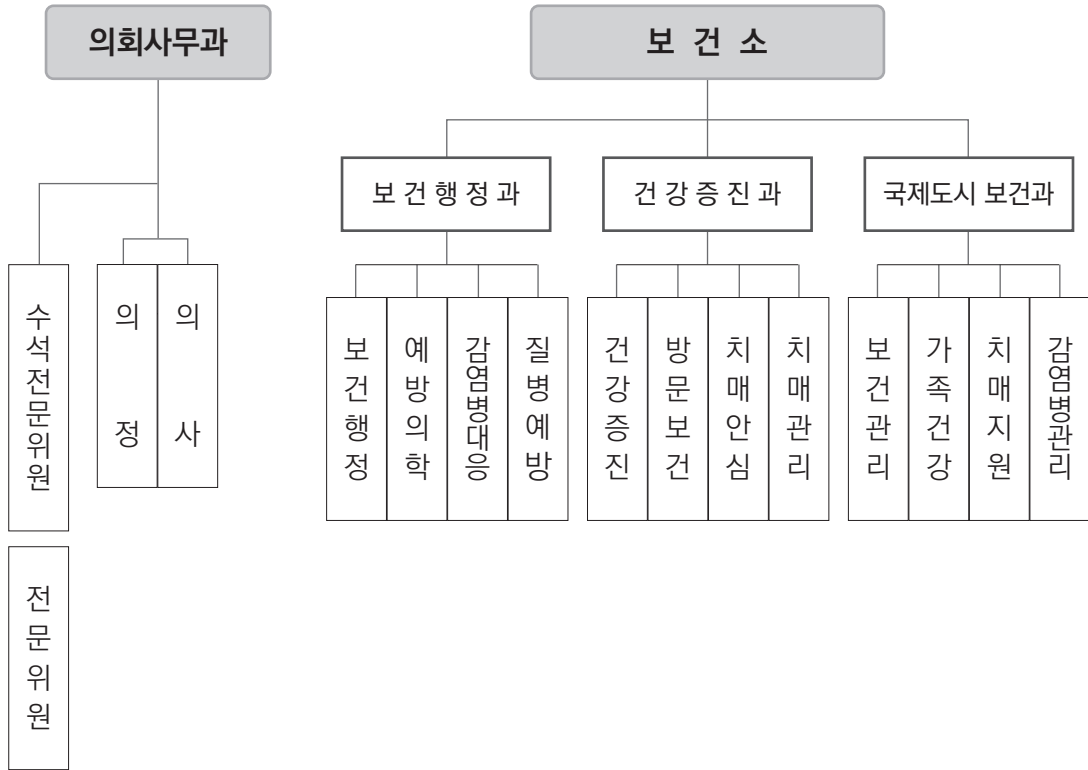 의회사무과
수석전문위원
전문위원
의정
의사
보 건 소
보 건 행 정 과
보건행정
예방의학
감염병대응
질병예방
건 강 증 진 과
건강증진
방문보건
치매안심
치매관리
국제도시 보건과
보건관리
가족건강
치매지원
감염병관리